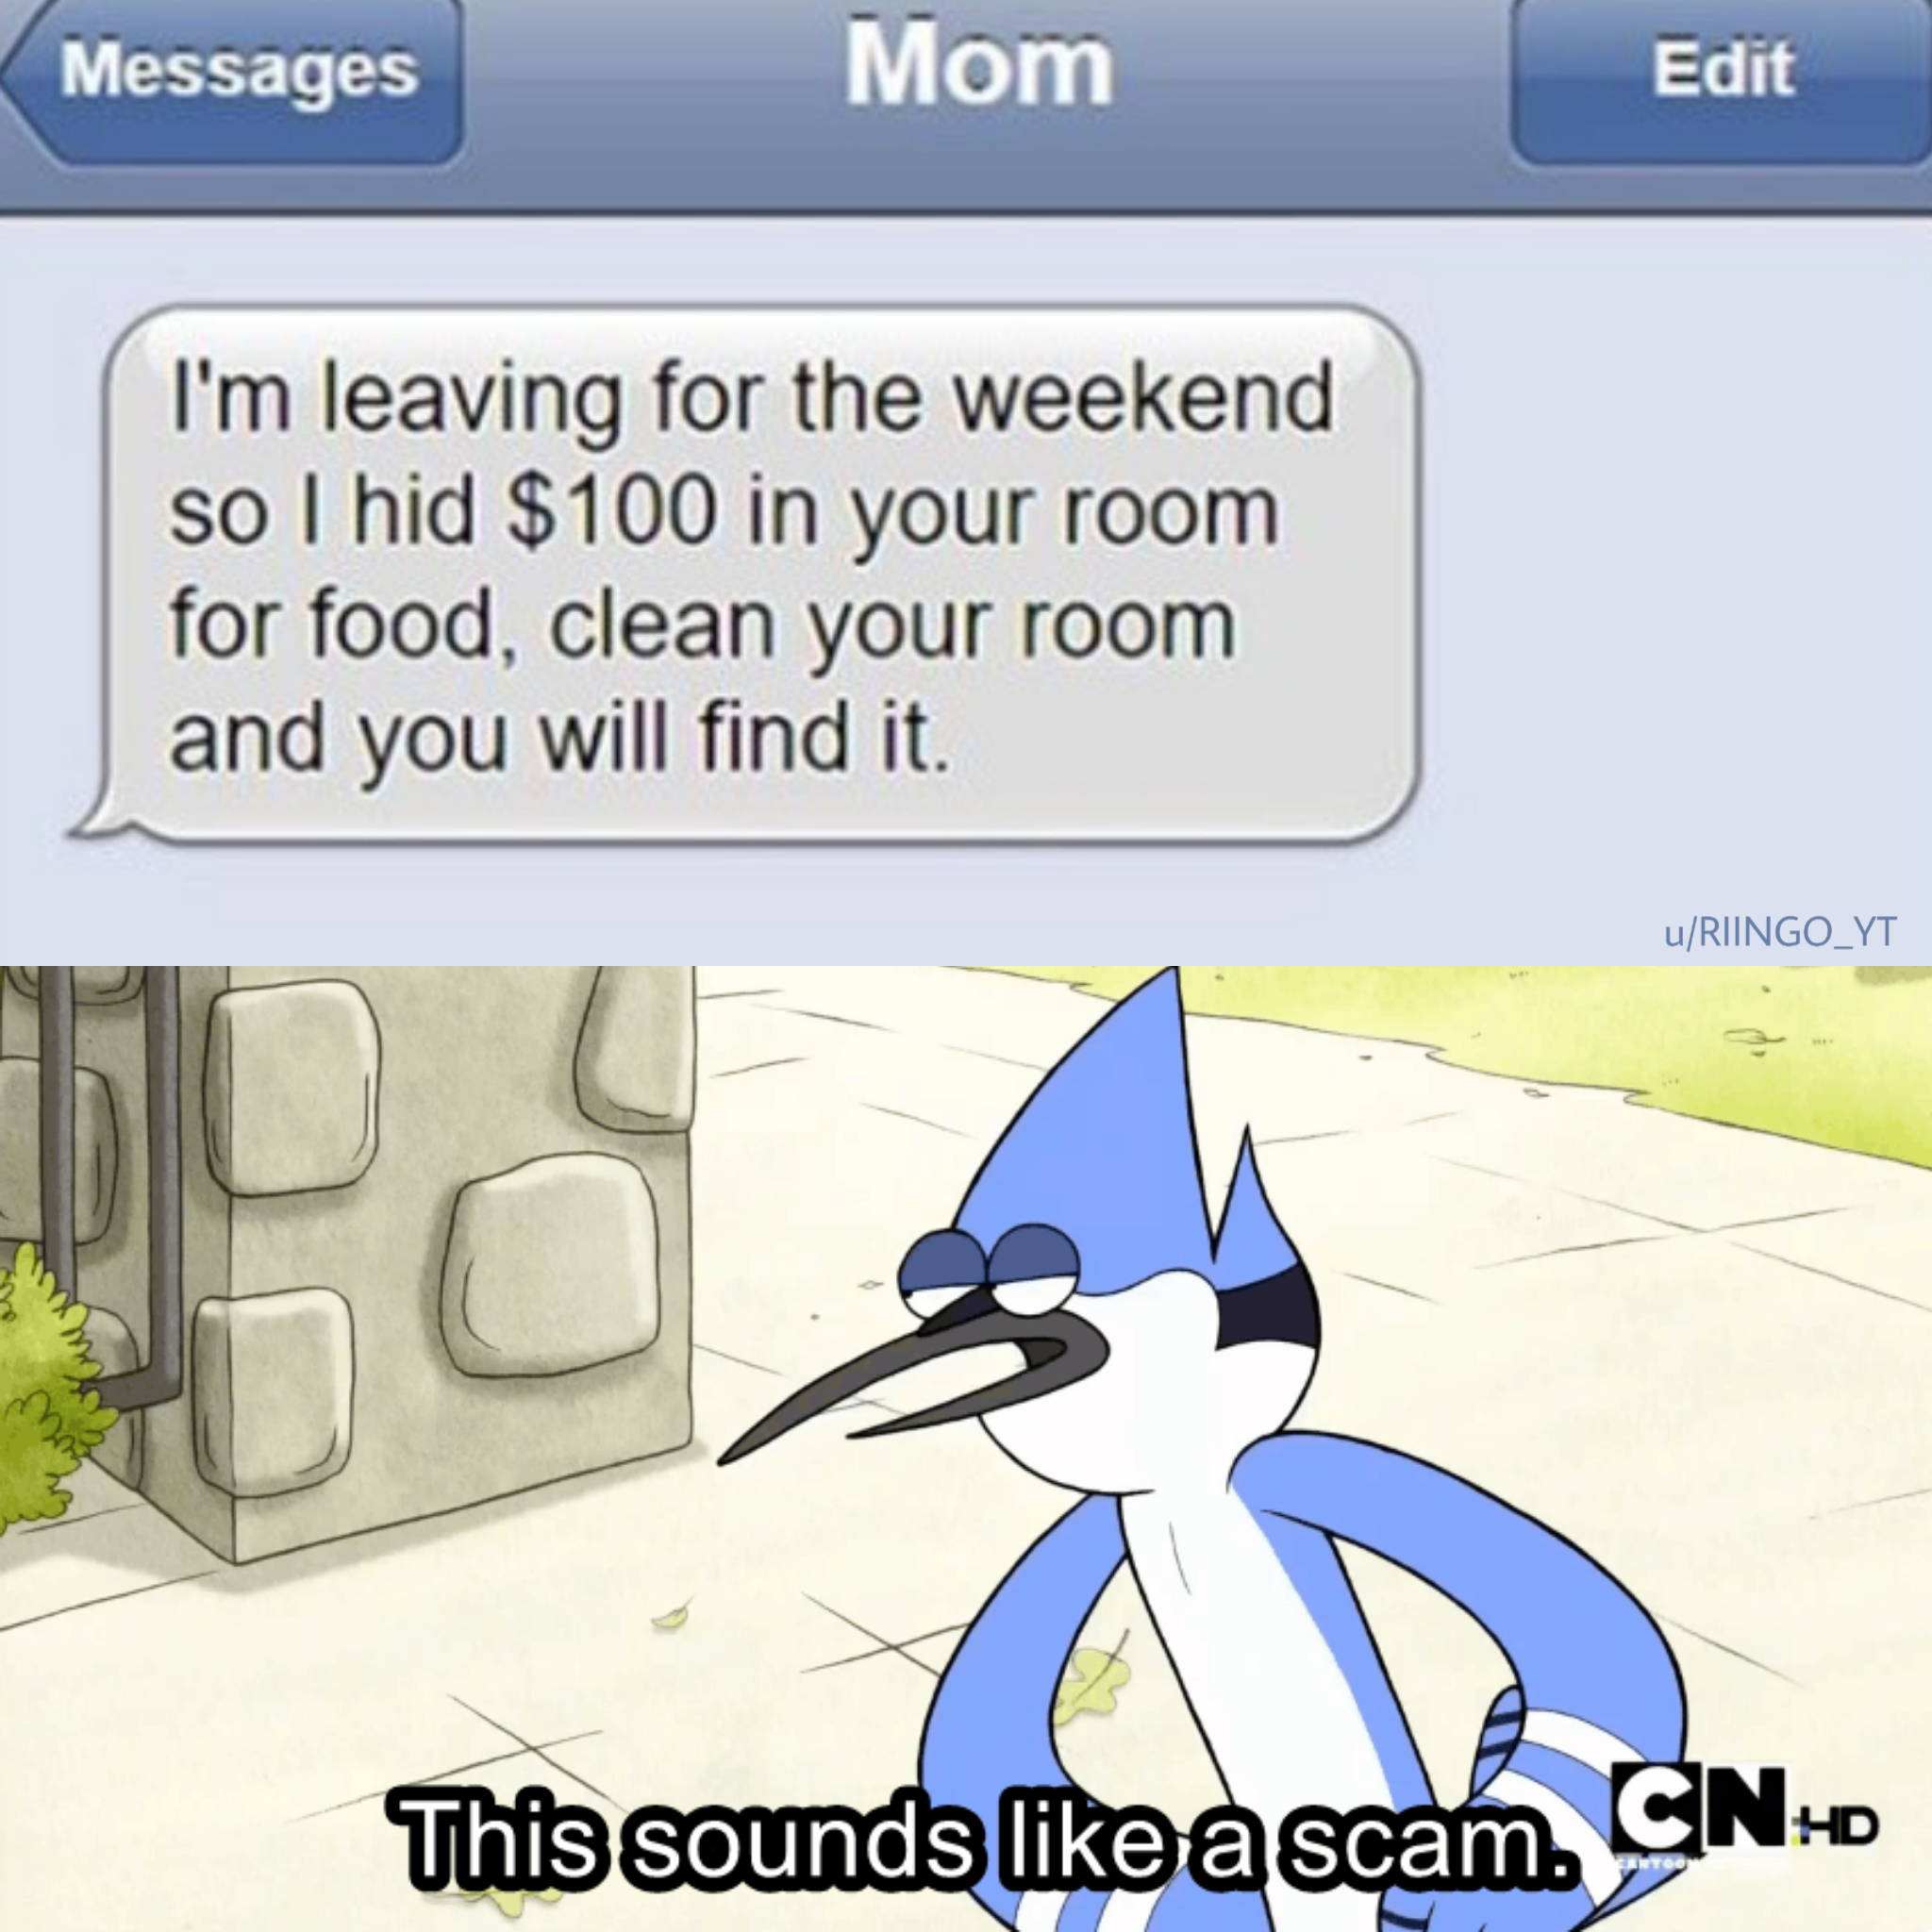 Messages
Mom
Edit
I'm leaving for the weekend
so I hid $100 in your room
for food, clean your room
and you will find it.
u/RIINGO_YT
This sounds like a scam.
CN HD